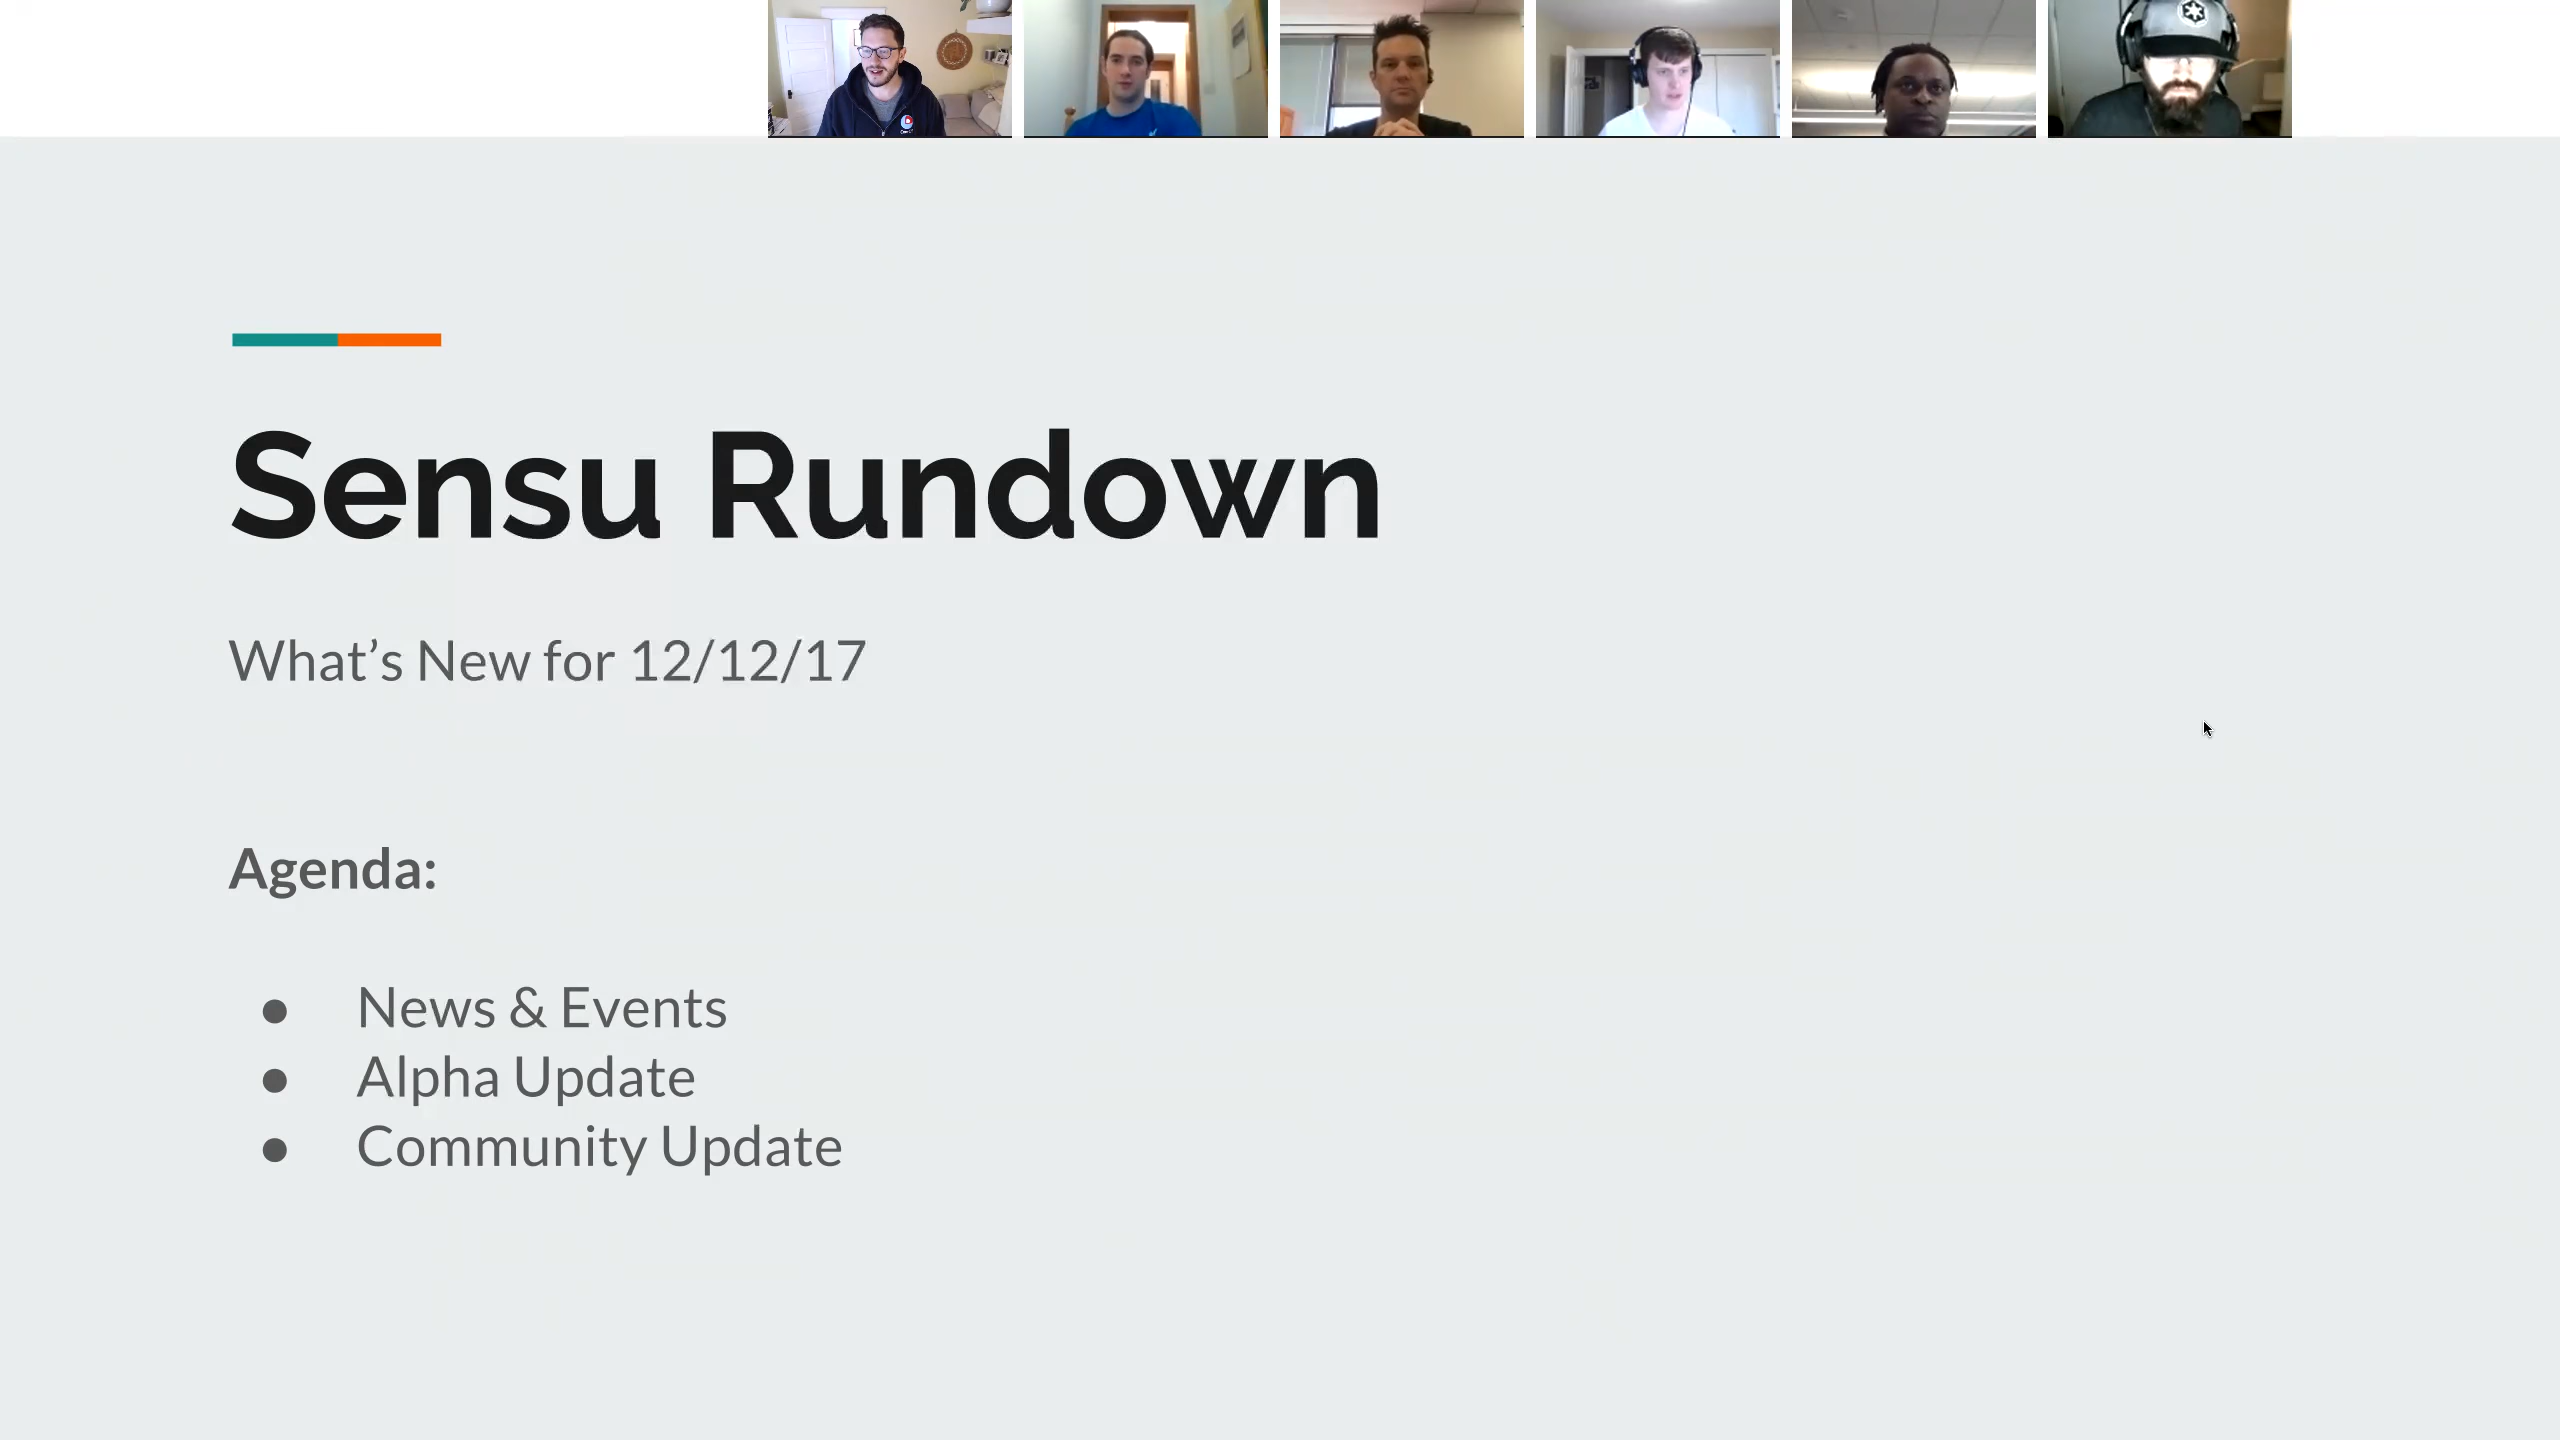 Sensu Rundown
What’s New for 12/12/17
Agenda:
● News & Events
● Alpha Update
● Community Update